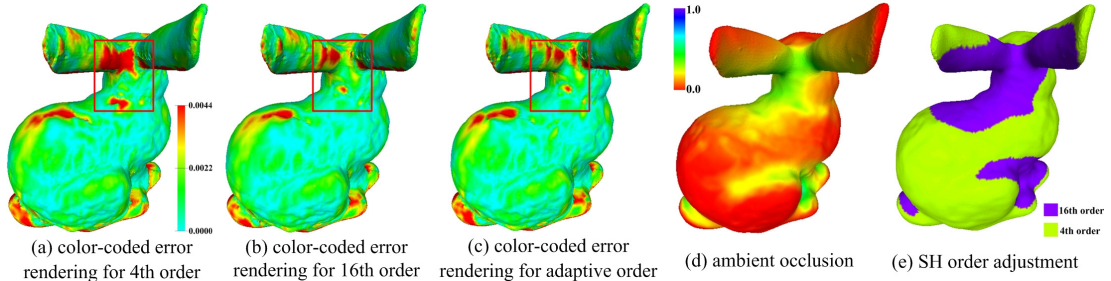 0.0044
0.0022
0.0000
1.0
0.0
16th order
4th order
(a) color-coded error
rendering for 4th order
(b) color-coded error
rendering for 16th order
(c) color-coded error
rendering for adaptive order
(d) ambient occlusion
(e) SH order adjustment